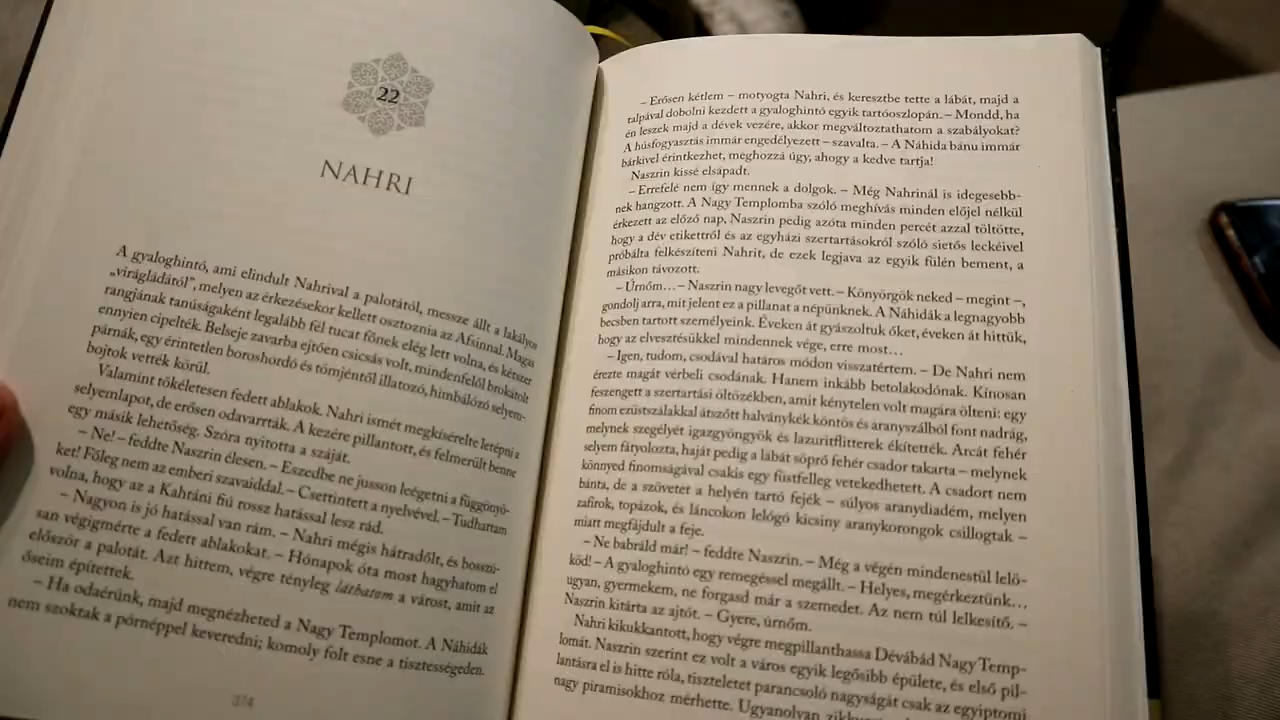 22
NAHRI
A gyaloghintó, ami elindult Nahrival a palotától, messze állt a lakályos
„virágládától”, melyen az érkezésekor kellett osztoznia az Afsinnal. Magas
rangjának tanúságaként legalább fél tucat főnek elég lett volna, és kétszer
ennyien cipelték. Belseje zavarba ejtően csicsás volt, mindenfelől brokátolt
párnák, egy érintetlen boroshordó és tömjéntől illatozó, himbálózó selyem-
bojtok vették körül.
Valamint tökéletesen fedett ablakok. Nahri ismét megkísérelte letépni a
selyemlapot, de erősen odavarrták. A kezére pillantott, és felmerült benne
egy másik lehetőség. Szóra nyitotta a száját.
– Ne! – feddte Naszrin élesen. – Eszedbe ne jusson leégetni a függönyö-
ket! Főleg nem az emberi szavaiddal. – Csettintett a nyelvével. – Tudhattam
volna, hogy az a Kahtáni fiú rossz hatással lesz rád.
– Nagyon is jó hatással van rám. – Nahri mégis hátradőlt, és bosszú-
san végigmérte a fedett ablakokat. – Hónapok óta most hagyhatom el
először a palotát. Azt hittem, végre tényleg láthatom a várost, amit az
őseim építettek.
– Ha odaérünk, majd megnézheted a Nagy Templomot. A Náhidák
nem szoktak a pórnéppel keveredni; komoly folt esne a tisztességeden.
374
– Erősen kétlem – motyogta Nahri, és keresztbe tette a lábát, majd a
talpával dobolni kezdett a gyaloghintó egyik tartóoszlopán. – Mondd, ha
én leszek majd a dévek vezére, akkor megváltoztathatom a szabályokat?
A húsfogyasztás immár engedélyezett – szavalta. – A Náhida bánu immár
bárkivel érintkezhet, meghozzá úgy, ahogy a kedve tartja!
Naszrin kissé elsápadt.
– Errefelé nem így mennek a dolgok. – Még Nahrinál is idegesebb-
nek hangzott. A Nagy Templomba szóló meghívás minden előjel nélkül
érkezett az előző nap, Naszrin pedig azóta minden percét azzal töltötte,
hogy a dév etikettről és az egyházi szertartásokról szóló sietős leckéivel
próbálta felkészíteni Nahrit, de ezek legjava az egyik fülén bement, a
másikon távozott.
– Úrnőm… – Naszrin nagy levegőt vett. – Könyörgök neked – megint –,
gondolj arra, mit jelent ez a pillanat a népünknek. A Náhidák a legnagyobb
becsben tartott személyeink. Éveken át gyászoltuk őket, éveken át hittük,
hogy az elvesztésükkel mindennek vége, erre most…
– Igen, tudom, csodával határos módon visszatértem. – De Nahri nem
érezte magát vérbeli csodának. Hanem inkább betolakodónak. Kínosan
feszengett a szertartási öltözékben, amit kénytelen volt magára ölteni: egy
finom ezüstszálakkal átszőtt halványkék köntös és aranyszálból font nadrág,
melynek szegélyét igazgyöngyök és lazuritflitterek ékítették. Arcát fehér
selyem fátyolozta, haját pedig a lábát söprő fehér csador takarta – melynek
könnyed finomságával csakis egy füstfelleg vetekedhetett. A csadort nem
bánta, de a szövetet a helyén tartó fejék – súlyos aranydiadém, melyen
zafírok, topázok, és láncokon lelógó kicsiny aranykorongok csillogtak –
miatt megfájdult a feje.
– Ne babráld már! – feddte Naszrin. – Még a végén mindenestül lelö-
köd! – A gyaloghintó egy remegéssel megállt. – Helyes, megérkeztünk…
ugyan, gyermekem, ne forgasd már a szemedet. Az nem túl lelkesítő. –
Naszrin kitárta az ajtót. – Gyere, úrnőm.
Nahri kikukkantott, hogy végre megpillanthassa Dévábád Nagy Temp-
lomát. Naszrin szerint ez volt a város egyik legősibb épülete, és első pil-
lantásra el is hitte róla, tiszteletet parancsoló nagyságát csak az egyiptomi
nagy piramisokhoz mérhette. Ugyanolyan